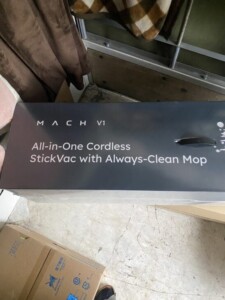 MACH V1
All-in-One Cordless
StickVac with Always-Clean Mop